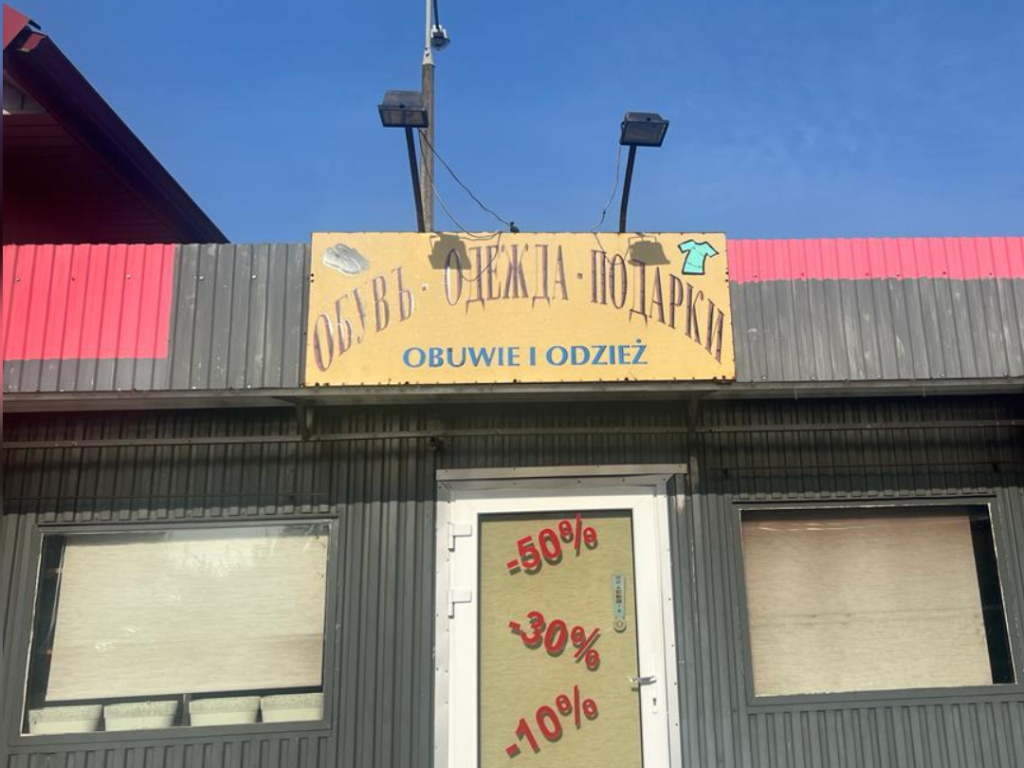 ОБУВЪ · ОДЕЖДА · ПОДАРКИ
OBUWIE I ODZIEŻ
-50%
-30%
-10%